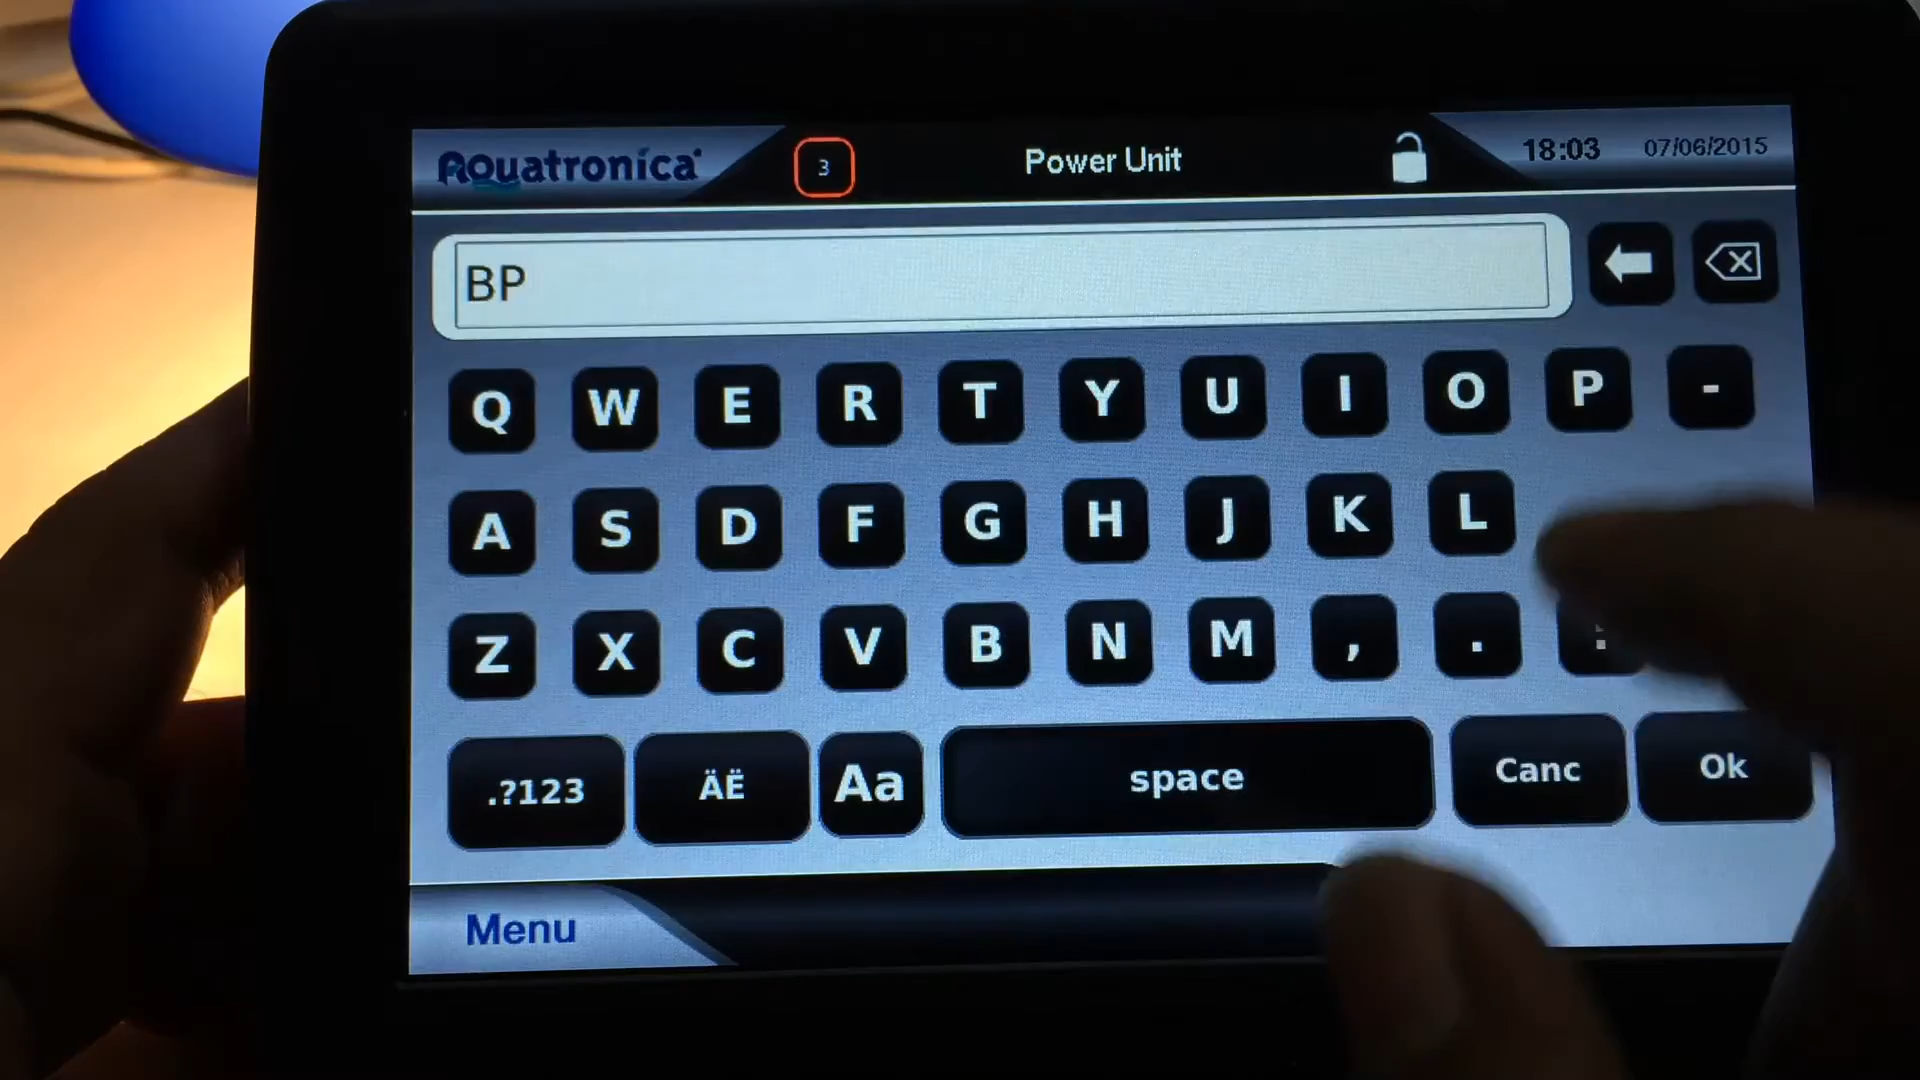 Aquatronica 3 Power Unit 18:03 07/06/2015
BP
Q W E R T Y U I O P -
A S D F G H J K L
Z X C V B N M , . :
.?123 ÄË Aa space Canc Ok
Menu